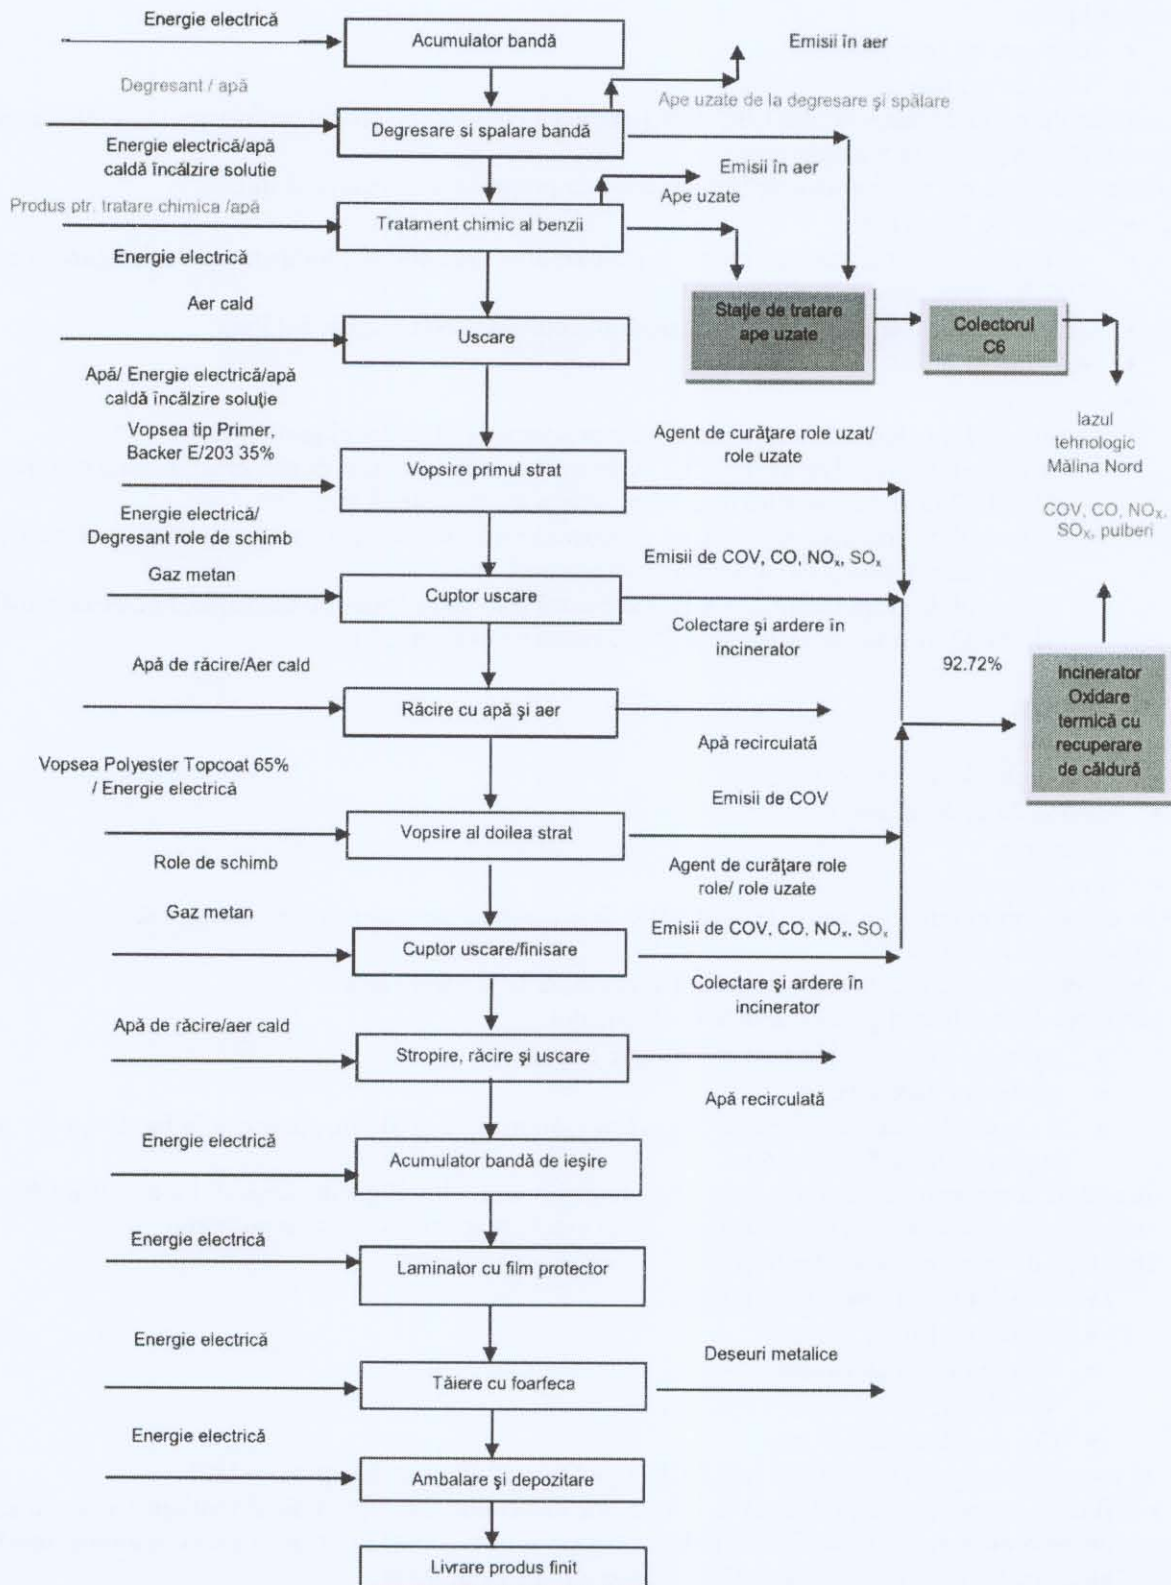 Energie electrică
Acumulator bandă
Emisii în aer
Degresant / apă
Ape uzate de la degresare şi spălare
Degresare si spalare bandă
Energie electrică/apă
caldă încălzire solutie
Emisii în aer
Ape uzate
Produs ptr. tratare chimica /apă
Tratament chimic al benzii
Energie electrică
Aer cald
Uscare
Staţie de tratare
ape uzate
Colectorul
C6
Apă/ Energie electrică/apă
caldă încălzire soluţie
Vopsea tip Primer,
Backer E/203 35%
Vopsire primul strat
Agent de curăţare role uzat/
role uzate
Iazul
tehnologic
Mălina Nord
COV, CO, NOx,
SOx, pulberi
Energie electrică/
Degresant role de schimb
Emisii de COV, CO, NOx, SOx
Gaz metan
Cuptor uscare
Colectare şi ardere în
incinerator
Apă de răcire/Aer cald
92.72%
Incinerator
Oxidare
termică cu
recuperare
de căldură
Răcire cu apă şi aer
Apă recirculată
Vopsea Polyester Topcoat 65%
/ Energie electrică
Emisii de COV
Vopsire al doilea strat
Role de schimb
Agent de curăţare role
role/ role uzate
Gaz metan
Emisii de COV, CO, NOx, SOx
Cuptor uscare/finisare
Colectare şi ardere în
incinerator
Apă de răcire/aer cald
Stropire, răcire şi uscare
Apă recirculată
Energie electrică
Acumulator bandă de ieşire
Energie electrică
Laminator cu film protector
Energie electrică
Deşeuri metalice
Tăiere cu foarfeca
Energie electrică
Ambalare şi depozitare
Livrare produs finit